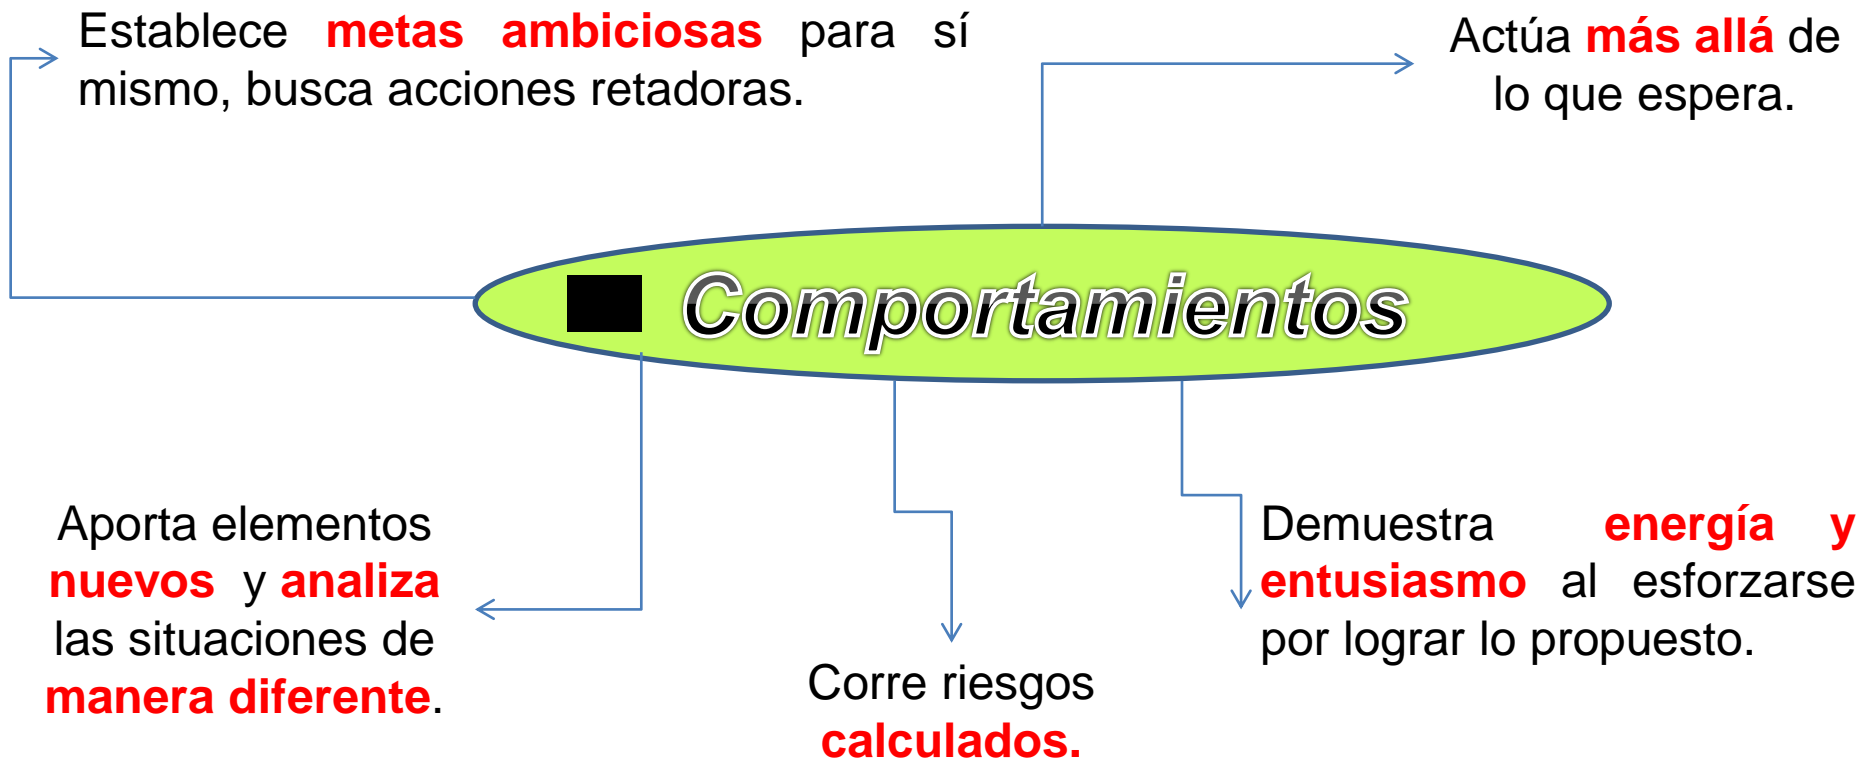 Establece metas ambiciosas para sí
mismo, busca acciones retadoras.
Actúa más allá de
lo que espera.
Comportamientos
Aporta elementos
nuevos y analiza
las situaciones de
manera diferente.
Corre riesgos
calculados.
Demuestra energía y
entusiasmo al esforzarse
por lograr lo propuesto.